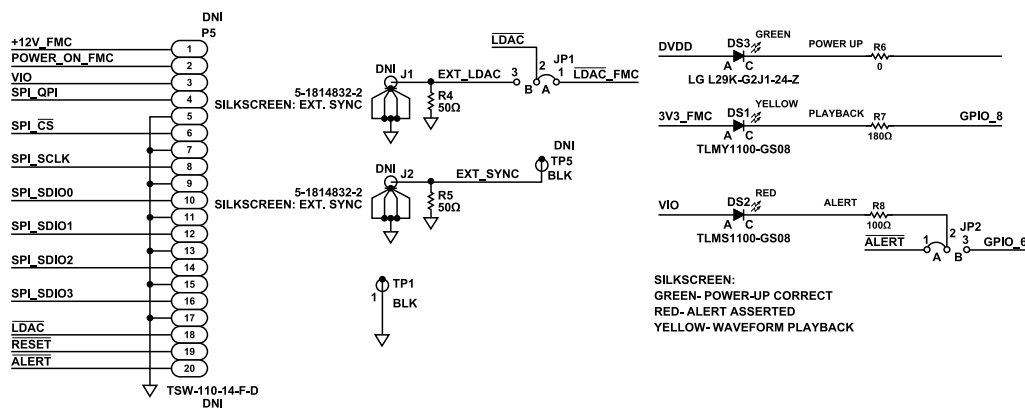 DNI
P5
+12V_FMC
1
POWER_ON_FMC
2
VIO
3
SPI_QPI
4
5
SPI_CS
6
7
SPI_SCLK
8
9
SPI_SDIO0
10
11
SPI_SDIO1
12
13
SPI_SDIO2
14
15
SPI_SDIO3
16
17
LDAC
18
RESET
19
ALERT
20
TSW-110-14-F-D
DNI
LDAC
JP1
DNI
J1
EXT_LDAC
3
2
1
LDAC_FMC
B
A
5-1814832-2
SILKSCREEN: EXT. SYNC
R4
50Ω
DNI
J2
EXT_SYNC
DNI
TP5
BLK
5-1814832-2
SILKSCREEN: EXT. SYNC
R5
50Ω
TP1
1
BLK
DVDD
DS3
GREEN
POWER UP
R6
0
A C
LG L29K-G2J1-24-Z
3V3_FMC
DS1
YELLOW
PLAYBACK
R7
180Ω
GPIO_8
A C
TLMY1100-GS08
VIO
DS2
RED
ALERT
R8
100Ω
A C
TLMS1100-GS08
JP2
ALERT
1
2
3
GPIO_6
A
B
SILKSCREEN:
GREEN- POWER-UP CORRECT
RED- ALERT ASSERTED
YELLOW- WAVEFORM PLAYBACK